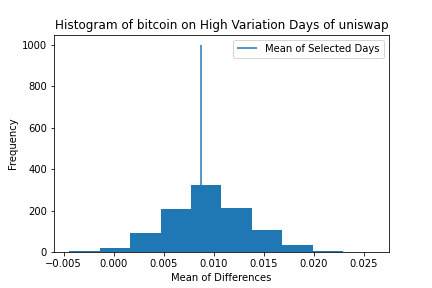 Histogram of bitcoin on High Variation Days of uniswap
Mean of Selected Days
Frequency
1000
800
600
400
200
0
−0.005 0.000 0.005 0.010 0.015 0.020 0.025
Mean of Differences